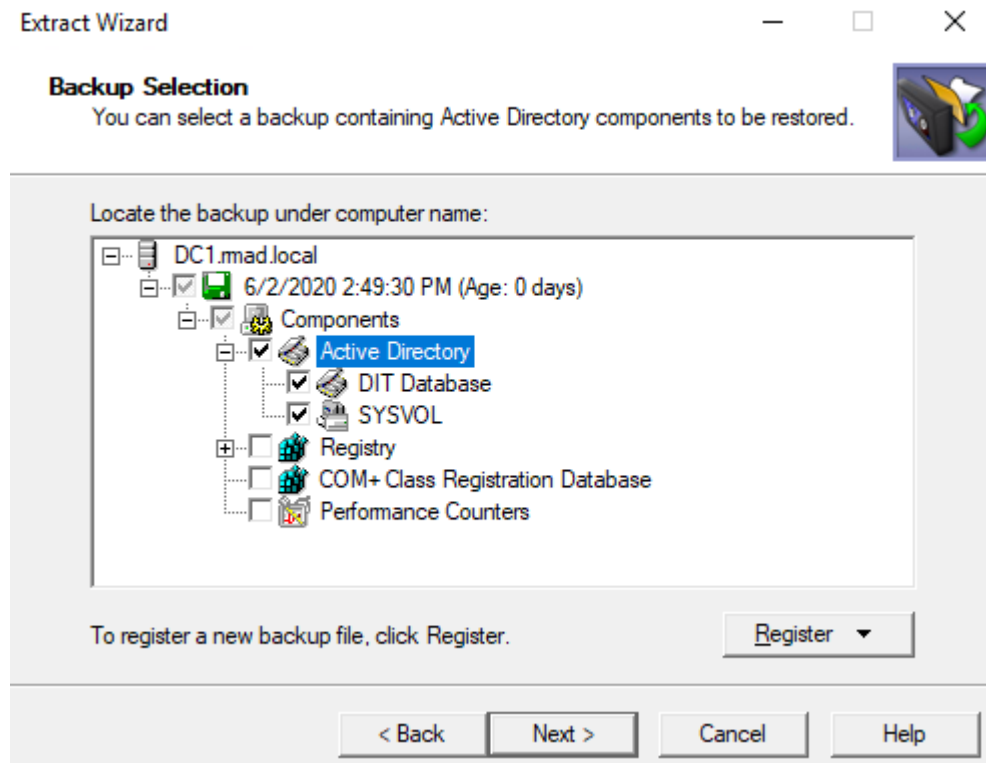 Extract Wizard
Backup Selection
You can select a backup containing Active Directory components to be restored.
Locate the backup under computer name:
DC1.mad.local
6/2/2020 2:49:30 PM (Age: 0 days)
Components
Active Directory
DIT Database
SYSVOL
Registry
COM+ Class Registration Database
Performance Counters
To register a new backup file, click Register.
Register
< Back Next > Cancel Help